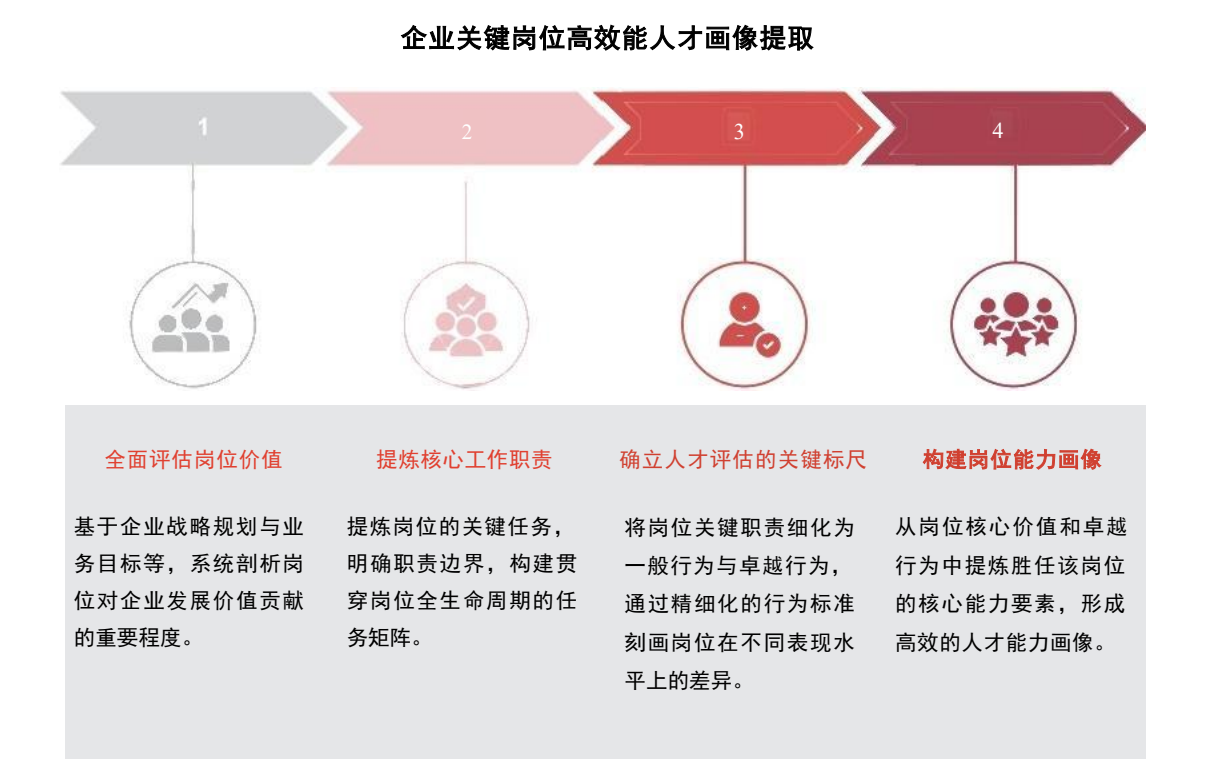 企业关键岗位高效能人才画像提取
1
2
3
4
全面评估岗位价值
基于企业战略规划与业
务目标等，系统剖析岗
位对企业发展价值贡献
的重要程度。
提炼核心工作职责
提炼岗位的关键任务，
明确职责边界，构建贯
穿岗位全生命周期的任
务矩阵。
确立人才评估的关键标尺
将岗位关键职责细化为
一般行为与卓越行为，
通过精细化的行为标准
刻画岗位在不同表现水
平上的差异。
构建岗位能力画像
从岗位核心价值和卓越
行为中提炼胜任该岗位
的核心能力要素，形成
高效的人才能力画像。